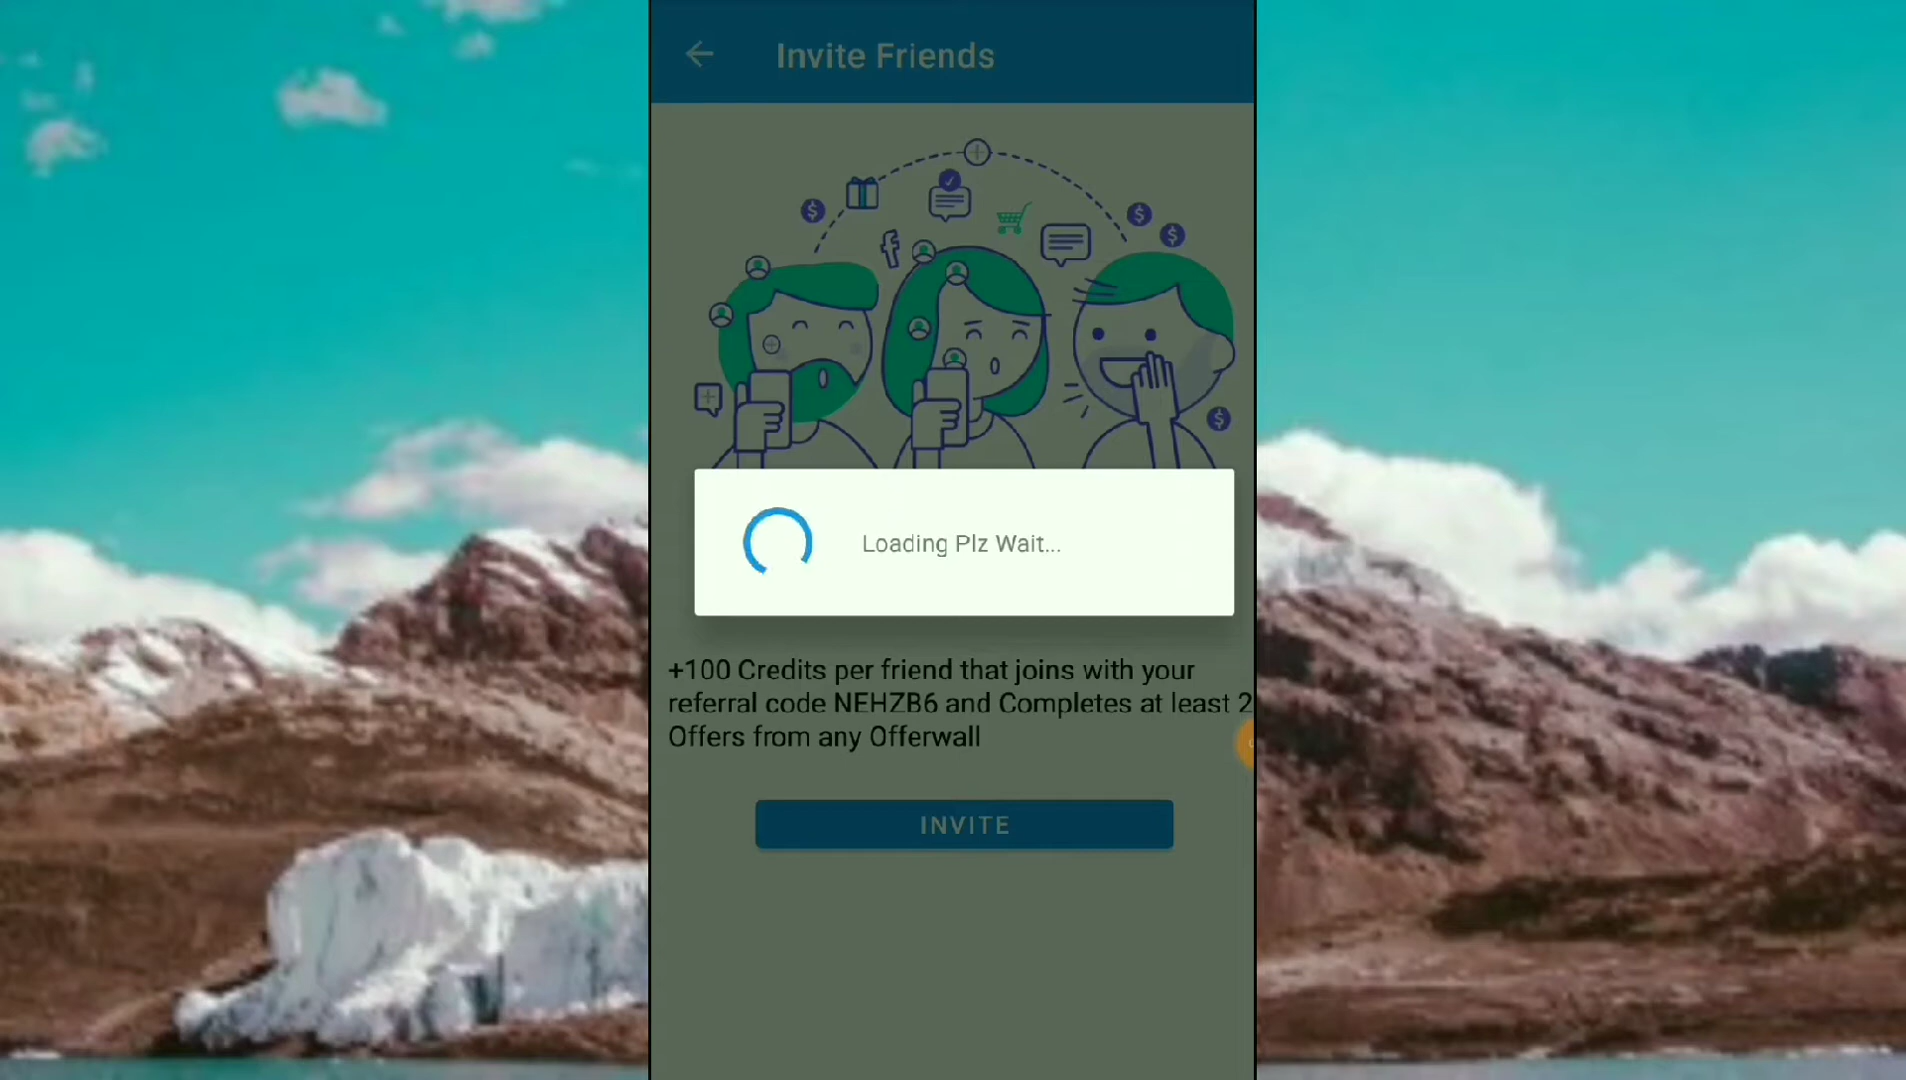 Invite Friends
Loading Plz Wait...
+100 Credits per friend that joins with your
referral code NEHZB6 and Completes at least 2
Offers from any Offerwall
INVITE